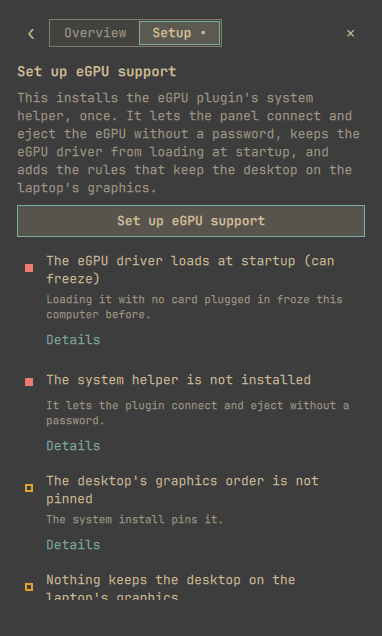 Overview Setup •
Set up eGPU support
This installs the eGPU plugin's system
helper, once. It lets the panel connect and
eject the eGPU without a password, keeps the
eGPU driver from loading at startup, and
adds the rules that keep the desktop on the
laptop's graphics.
Set up eGPU support
The eGPU driver loads at startup (can
freeze)
Loading it with no card plugged in froze this
computer before.
Details
The system helper is not installed
It lets the plugin connect and eject without a
password.
Details
The desktop's graphics order is not
pinned
The system install pins it.
Details
Nothing keeps the desktop on the
laptop's graphics